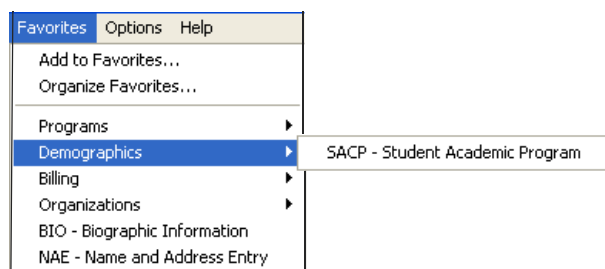 Favorites Options Help
Add to Favorites...
Organize Favorites...
Programs
Demographics SACP - Student Academic Program
Billing
Organizations
BIO - Biographic Information
NAE - Name and Address Entry